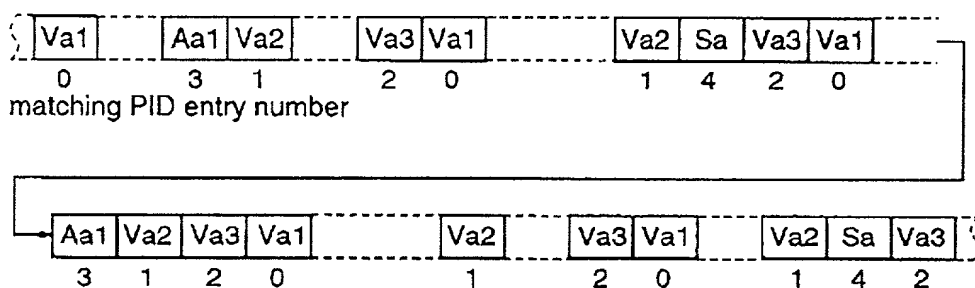 Va1 Aa1 Va2 Va3 Va1 Va2 Sa Va3 Va1
0 3 1 2 0 1 4 2 0
matching PID entry number
Aa1 Va2 Va3 Va1 Va2 Va3 Va1 Va2 Sa Va3
3 1 2 0 1 2 0 1 4 2